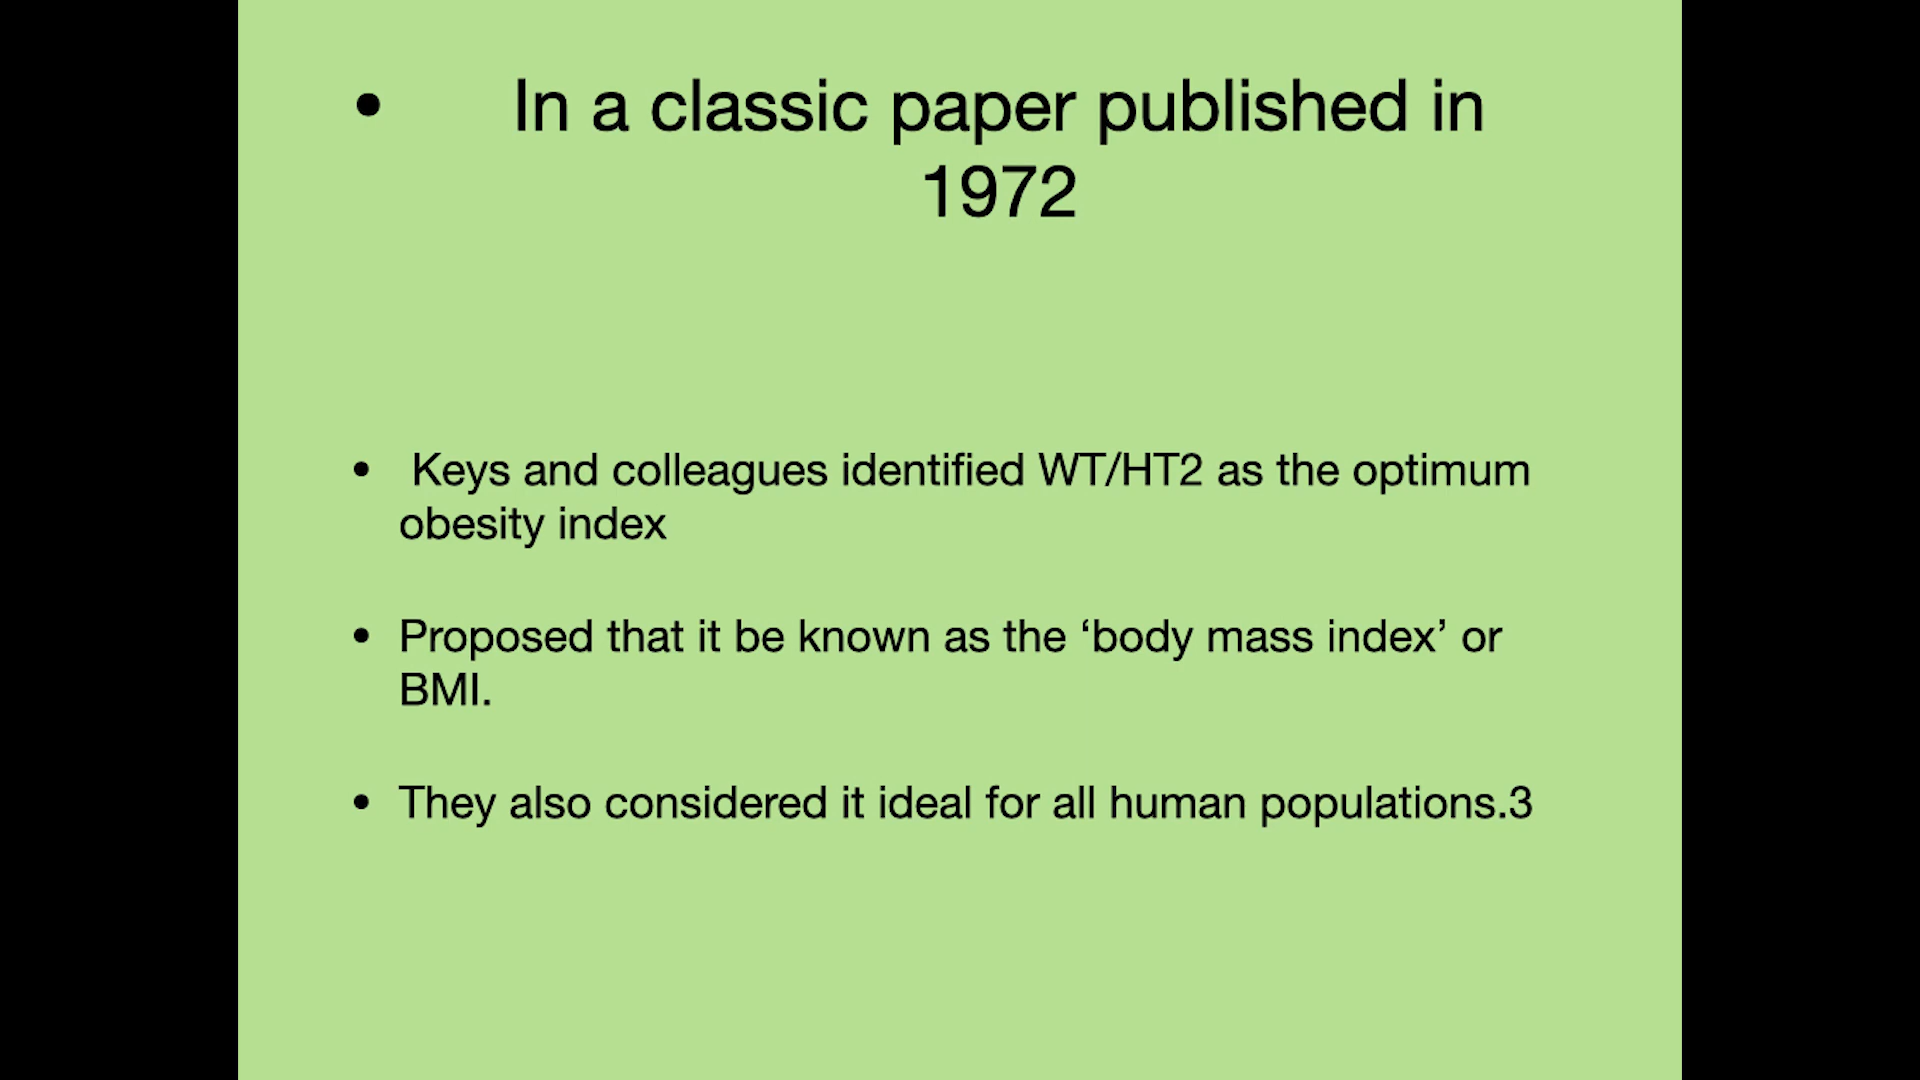 • In a classic paper published in
1972
• Keys and colleagues identified WT/HT2 as the optimum
obesity index
• Proposed that it be known as the ‘body mass index’ or
BMI.
• They also considered it ideal for all human populations.3